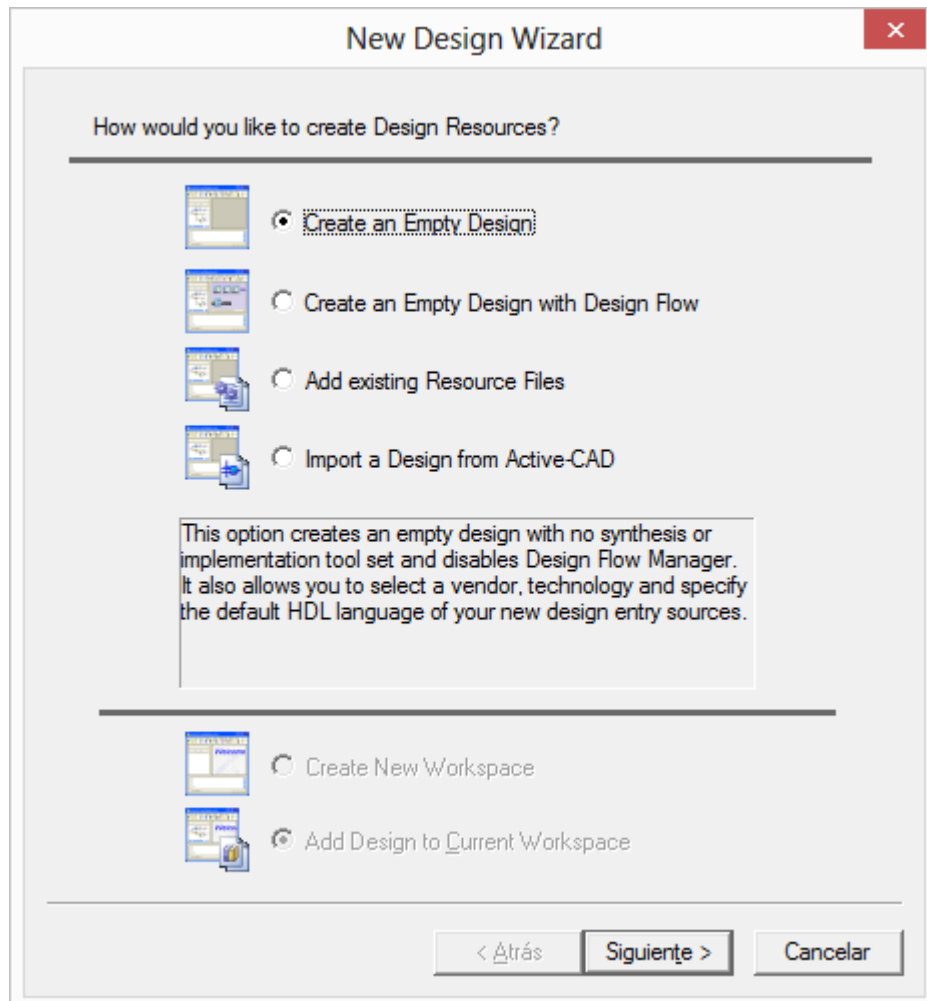 New Design Wizard
How would you like to create Design Resources?
Create an Empty Design
Create an Empty Design with Design Flow
Add existing Resource Files
Import a Design from Active-CAD
This option creates an empty design with no synthesis or
implementation tool set and disables Design Flow Manager.
It also allows you to select a vendor, technology and specify
the default HDL language of your new design entry sources.
Create New Workspace
Add Design to Current Workspace
< Atrás
Siguiente >
Cancelar